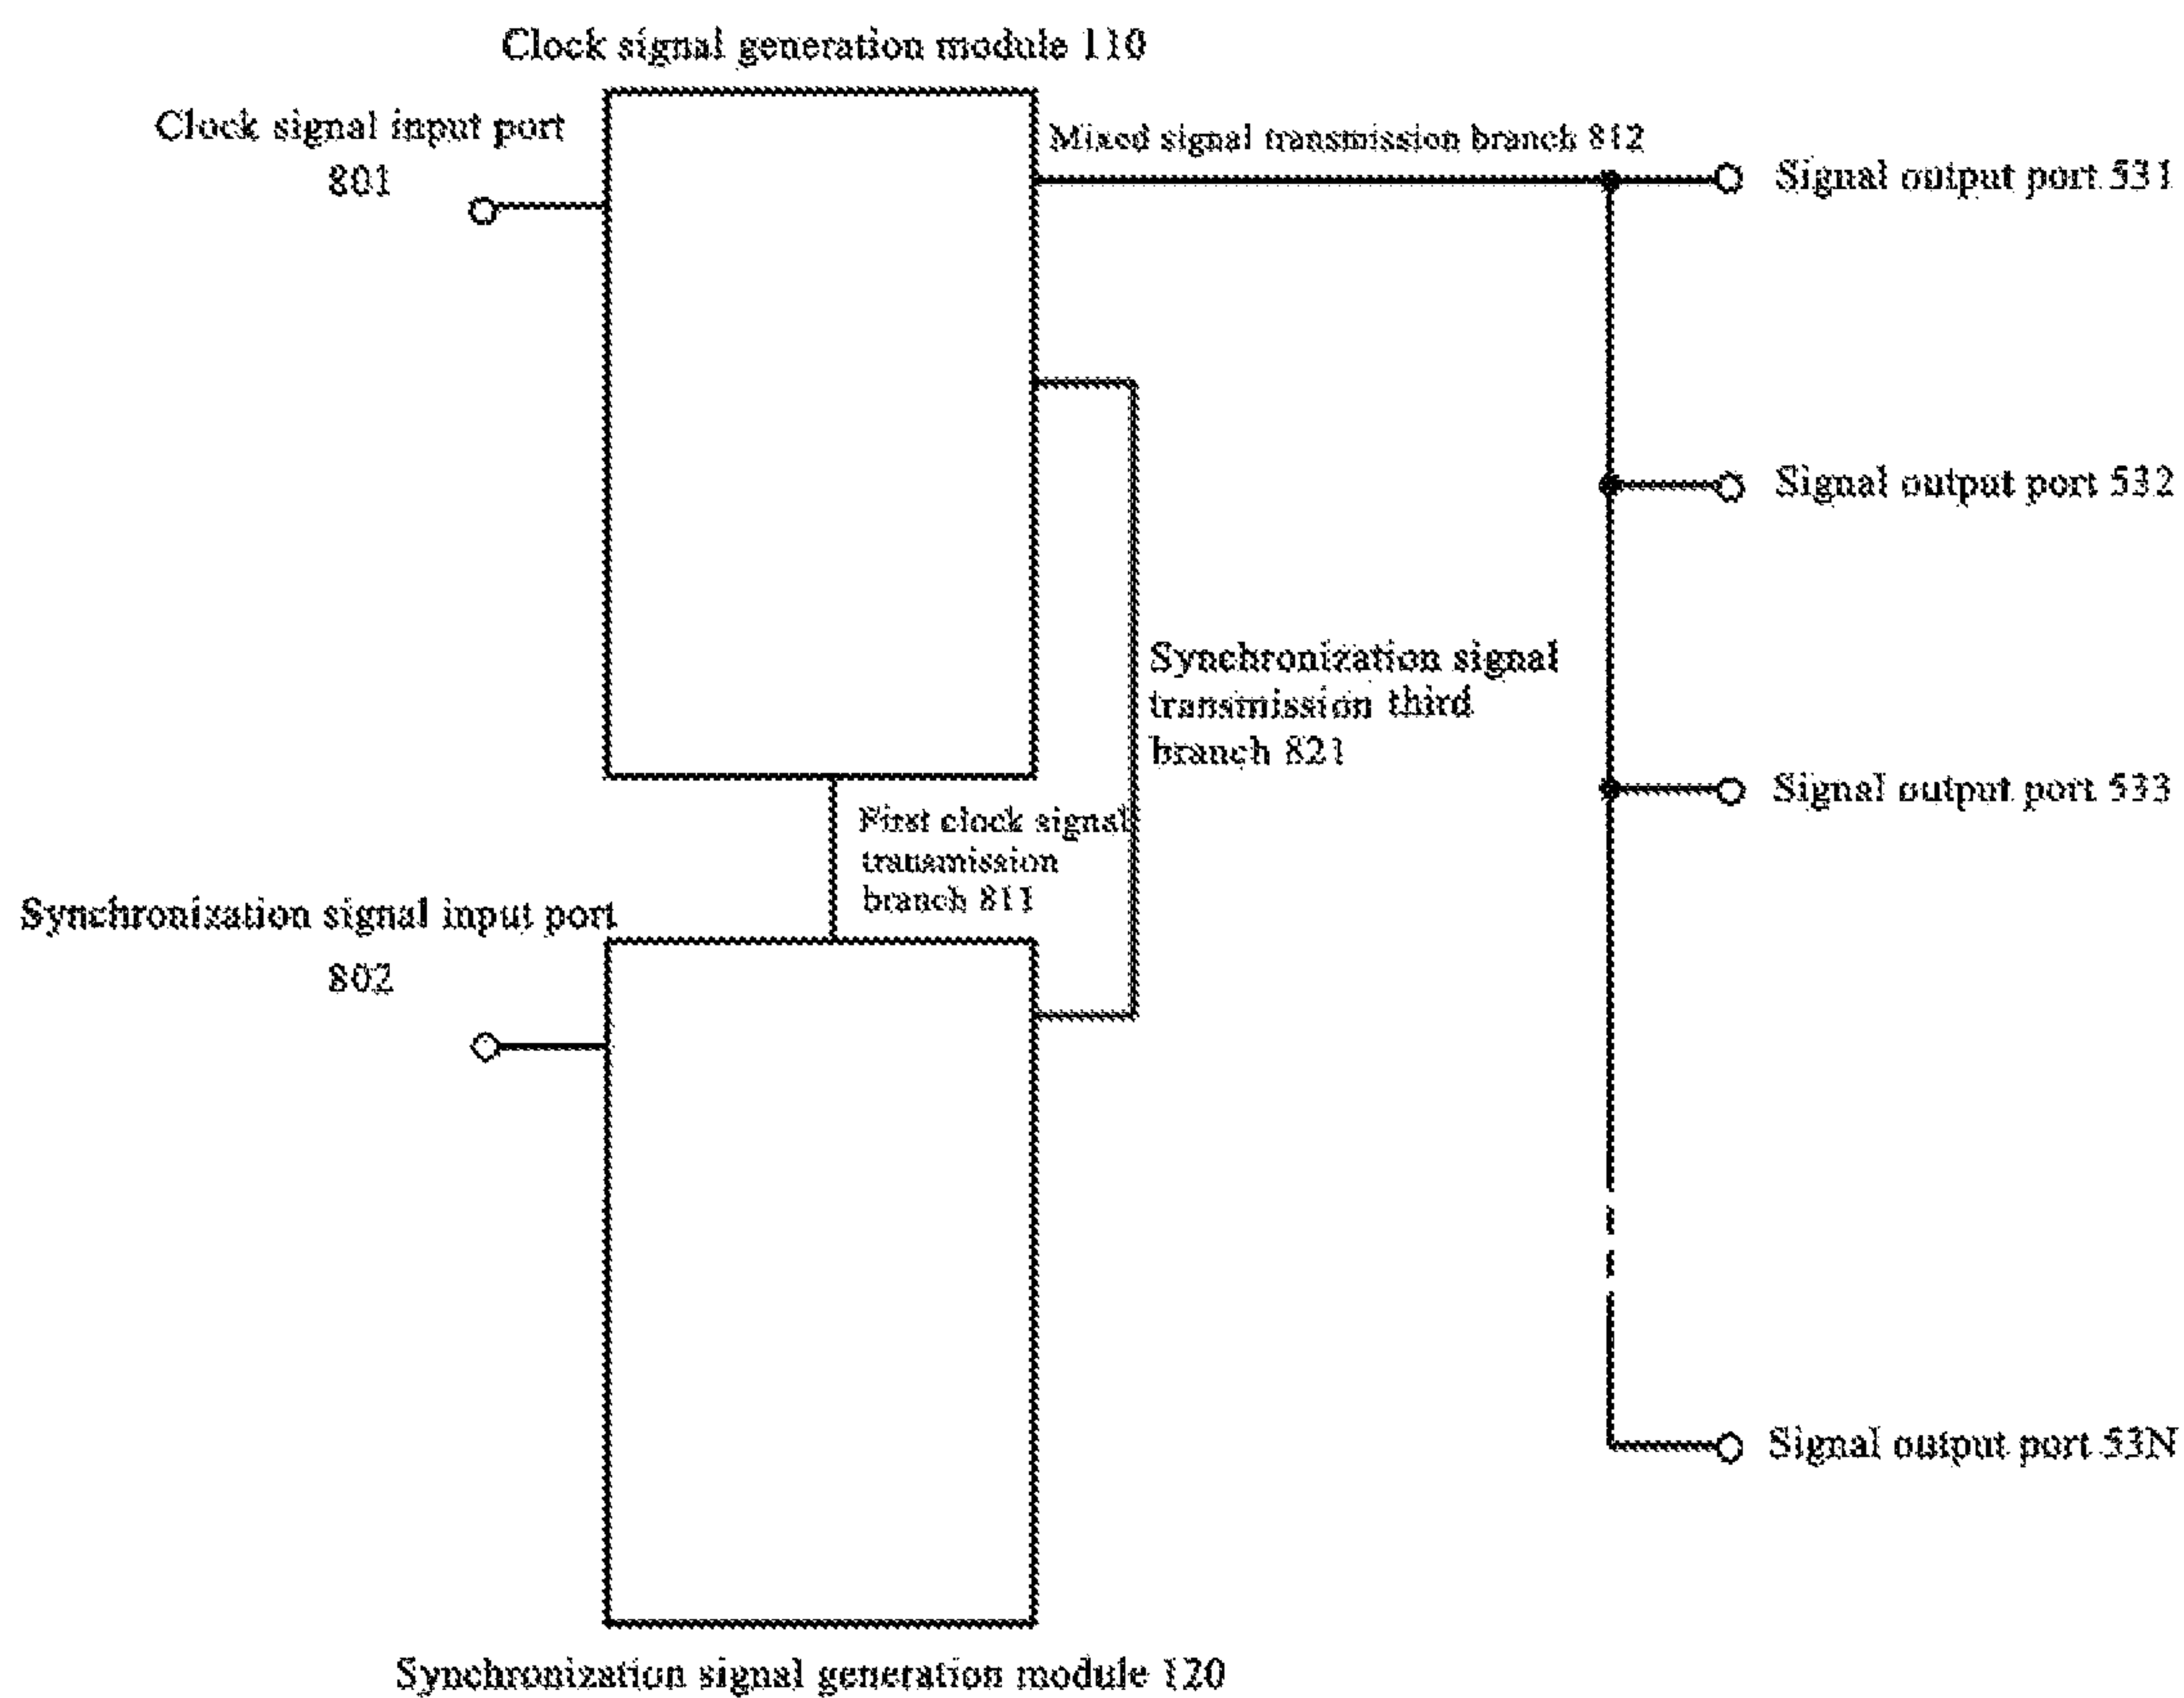 Clock signal generation module 110
Clock signal input port
801
Mixed signal transmission branch 812
Signal output port 531
Signal output port 532
Synchronization signal
transmission third
branch 821
Signal output port 533
First clock signal
transmission
branch 811
Synchronization signal input port
802
Signal output port 53N
Synchronization signal generation module 120